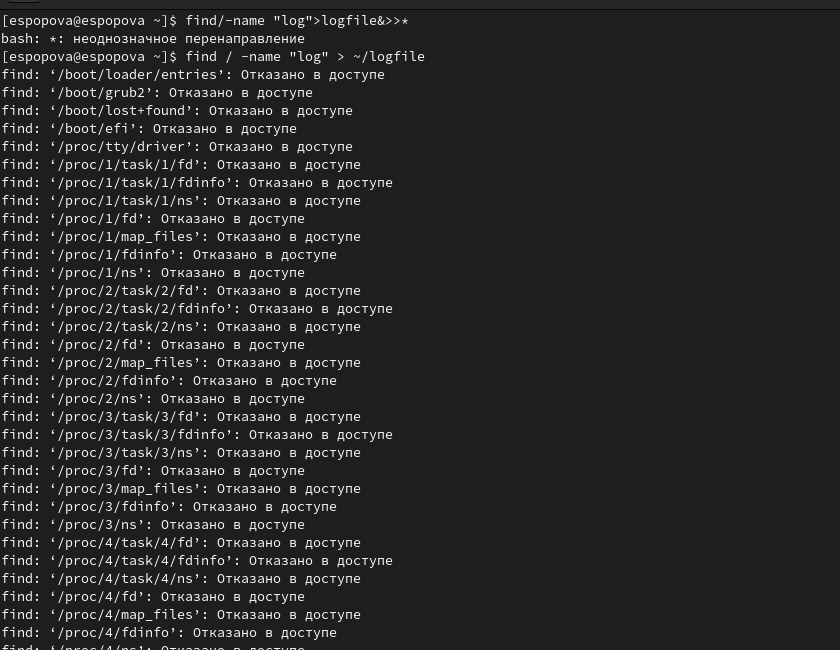 [espopova@espopova ~]$ find/-name "log">logfile&>>*
bash: *: неоднозначное перенаправление
[espopova@espopova ~]$ find / -name "log" > ~/logfile
find: ‘/boot/loader/entries’: Отказано в доступе
find: ‘/boot/grub2’: Отказано в доступе
find: ‘/boot/lost+found’: Отказано в доступе
find: ‘/boot/efi’: Отказано в доступе
find: ‘/proc/tty/driver’: Отказано в доступе
find: ‘/proc/1/task/1/fd’: Отказано в доступе
find: ‘/proc/1/task/1/fdinfo’: Отказано в доступе
find: ‘/proc/1/task/1/ns’: Отказано в доступе
find: ‘/proc/1/fd’: Отказано в доступе
find: ‘/proc/1/map_files’: Отказано в доступе
find: ‘/proc/1/fdinfo’: Отказано в доступе
find: ‘/proc/1/ns’: Отказано в доступе
find: ‘/proc/2/task/2/fd’: Отказано в доступе
find: ‘/proc/2/task/2/fdinfo’: Отказано в доступе
find: ‘/proc/2/task/2/ns’: Отказано в доступе
find: ‘/proc/2/fd’: Отказано в доступе
find: ‘/proc/2/map_files’: Отказано в доступе
find: ‘/proc/2/fdinfo’: Отказано в доступе
find: ‘/proc/2/ns’: Отказано в доступе
find: ‘/proc/3/task/3/fd’: Отказано в доступе
find: ‘/proc/3/task/3/fdinfo’: Отказано в доступе
find: ‘/proc/3/task/3/ns’: Отказано в доступе
find: ‘/proc/3/fd’: Отказано в доступе
find: ‘/proc/3/map_files’: Отказано в доступе
find: ‘/proc/3/fdinfo’: Отказано в доступе
find: ‘/proc/3/ns’: Отказано в доступе
find: ‘/proc/4/task/4/fd’: Отказано в доступе
find: ‘/proc/4/task/4/fdinfo’: Отказано в доступе
find: ‘/proc/4/task/4/ns’: Отказано в доступе
find: ‘/proc/4/fd’: Отказано в доступе
find: ‘/proc/4/map_files’: Отказано в доступе
find: ‘/proc/4/fdinfo’: Отказано в доступе